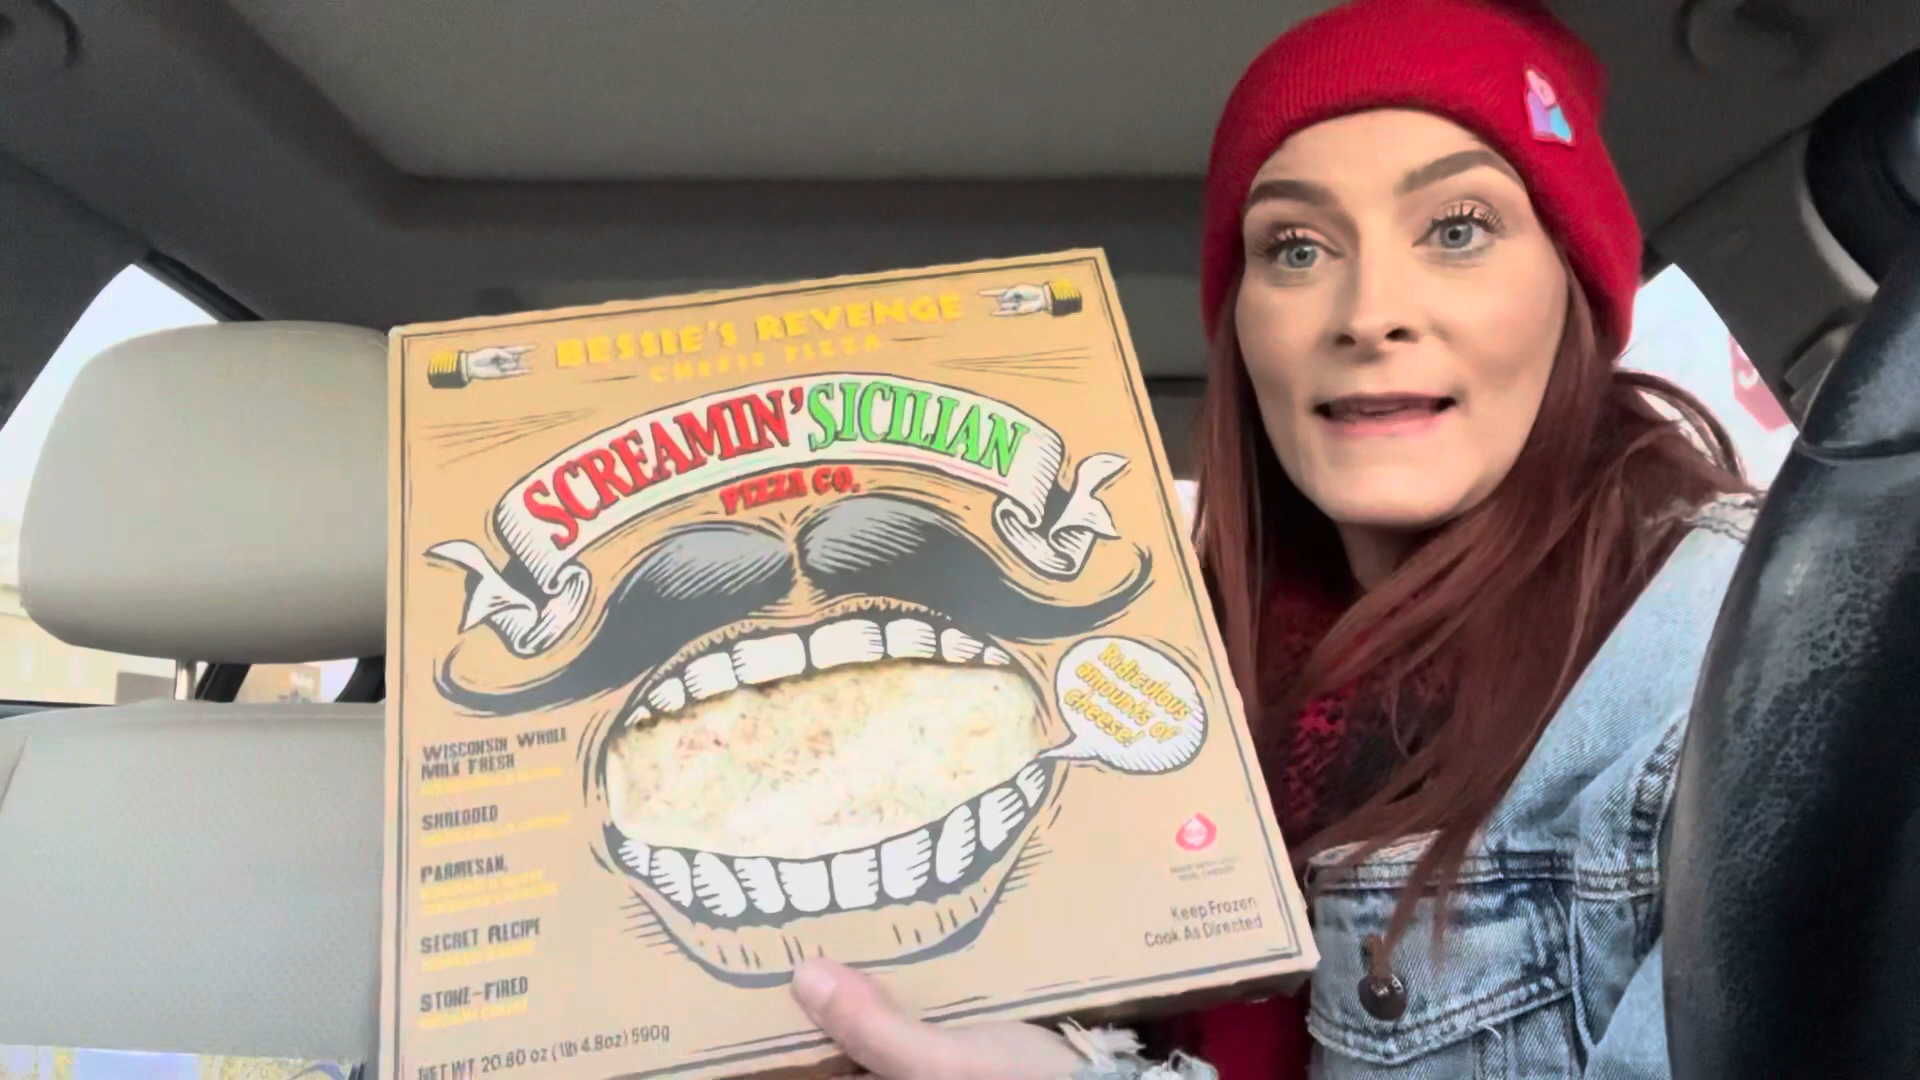 BESSIE'S REVENGE
CHEESE PIZZA
SCREAMIN' SICILIAN
PIZZA CO.
Ridiculous
amounts of
cheese!
WISCONSIN WHOLE
MILK FRESH
SHREDDED
PARMESAN,
SECRET RECIPE
STONE-FIRED
Keep Frozen
Cook As Directed
NET WT. 20.80 oz (1lb 4.8oz) 590g